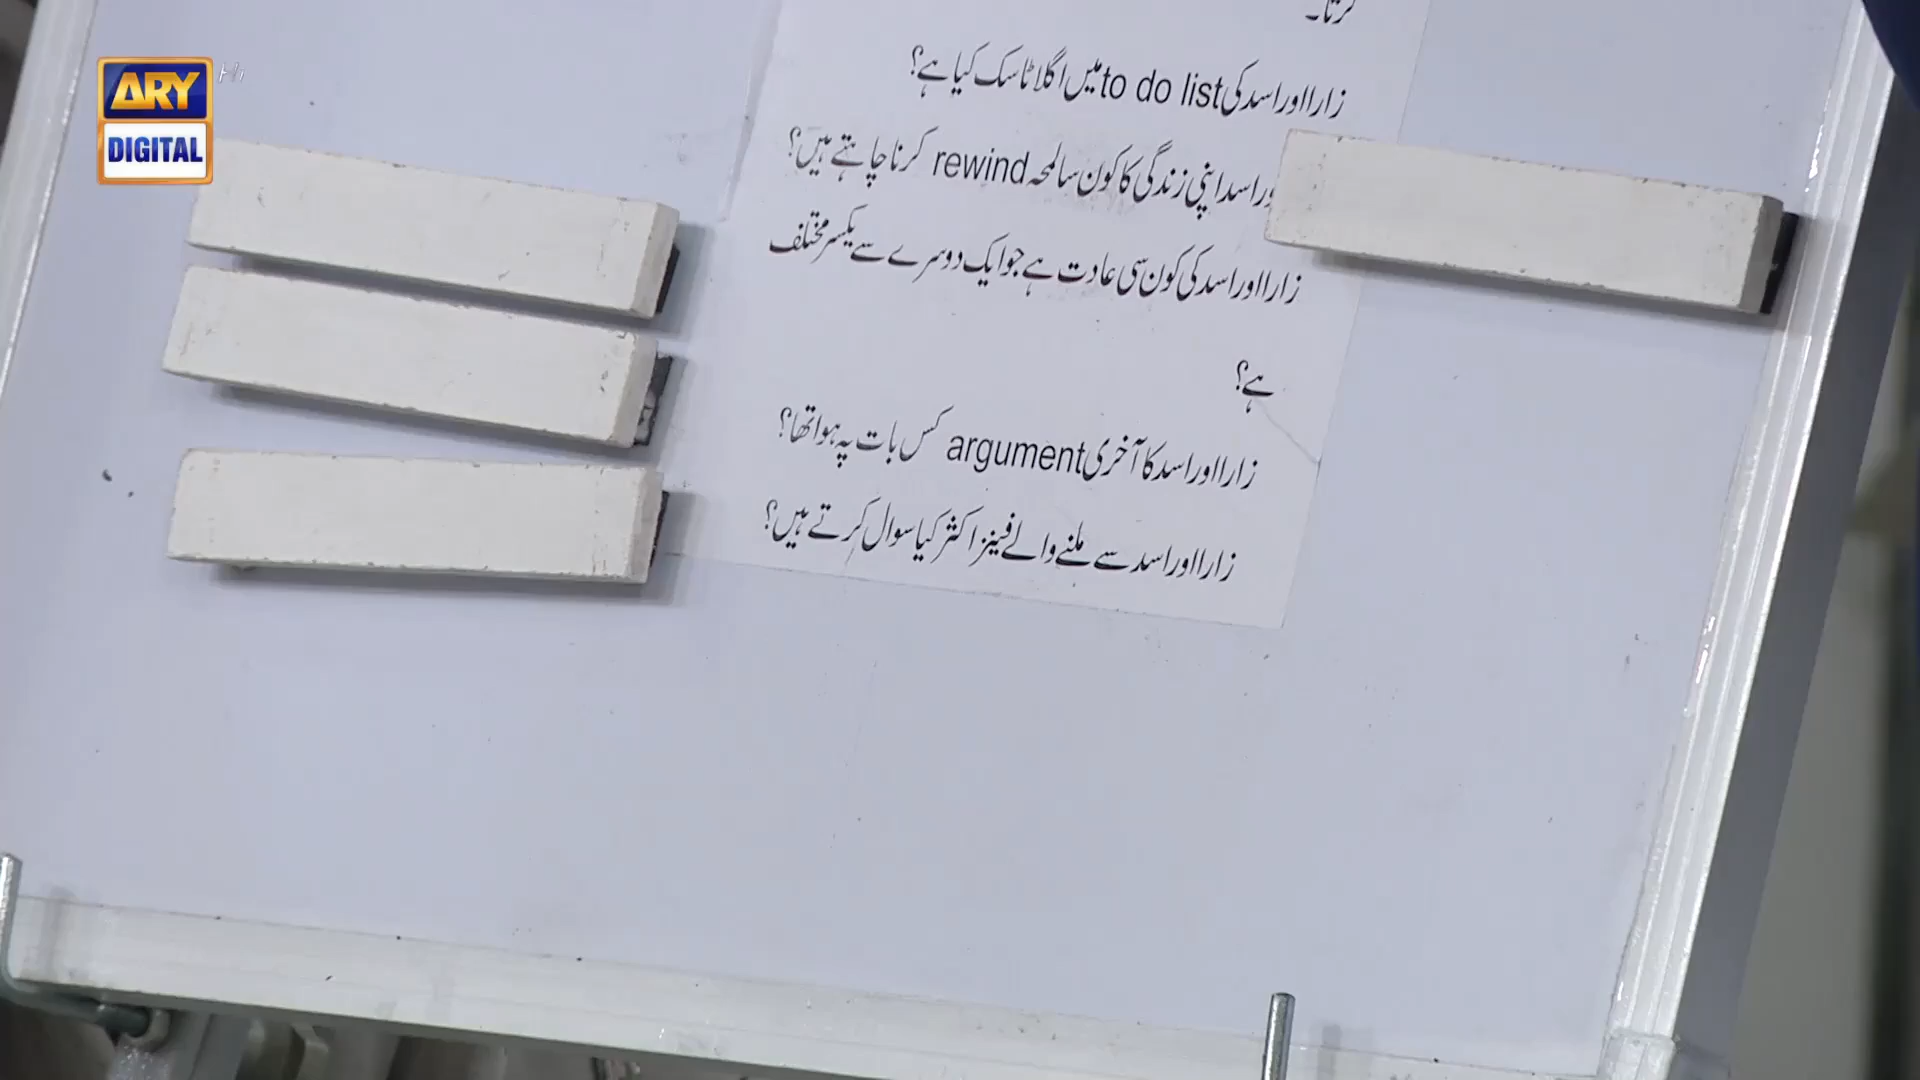 ARY
DIGITAL
کرتا۔
زارا اور اسد کی to do list میں اگلا ٹاسک کیا ہے؟
اور اسد اپنی زندگی کا کون سا لمحہ rewind کرنا چاہتے ہیں؟
زارا اور اسد کی کون سی عادت ہے جو ایک دوسرے سے یکسر مختلف
ہے؟
زارا اور اسد کا آخری argument کس بات پہ ہوا تھا؟
زارا اور اسد سے ملنے والے فینز اکثر کیا سوال کرتے ہیں؟